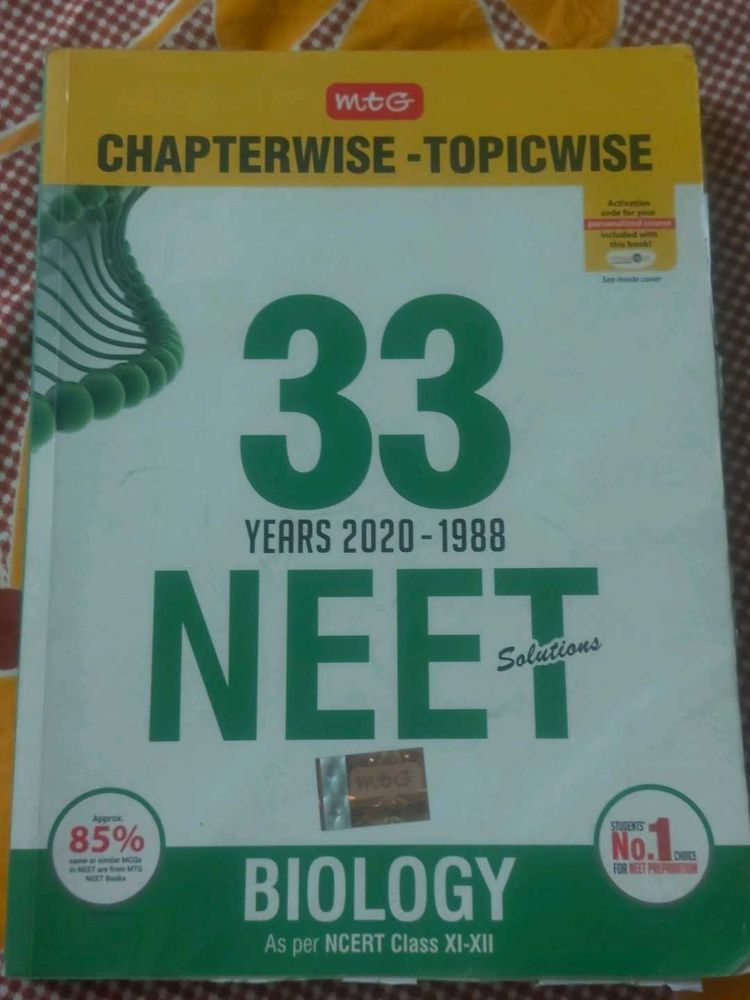 mtG
CHAPTERWISE - TOPICWISE
Activation
code for your
personalized course
included with
this book!
See inside cover
33
YEARS 2020 - 1988
NEET
Solutions
mtG
Approx.
85%
same or similar MCQs
in NEET are from MTG
NEET Books
STUDENTS'
No.1 CHOICE
FOR NEET PREPARATION
BIOLOGY
As per NCERT Class XI-XII